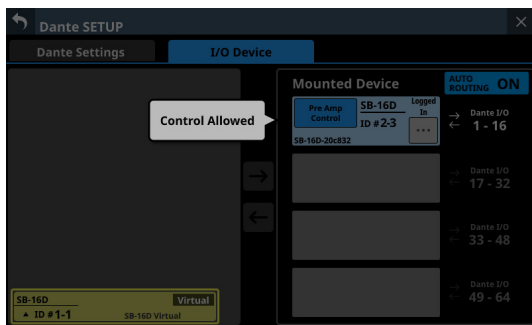 Dante SETUP
Dante Settings
I/O Device
Mounted Device
AUTO
ROUTING ON
Control Allowed
Pre Amp
Control
SB-16D
ID #2-3
Logged
In
...
SB-16D-20c832
Dante I/O
1 - 16
Dante I/O
17 - 32
Dante I/O
33 - 48
Dante I/O
49 - 64
SB-16D
Virtual
ID #1-1
SB-16D Virtual